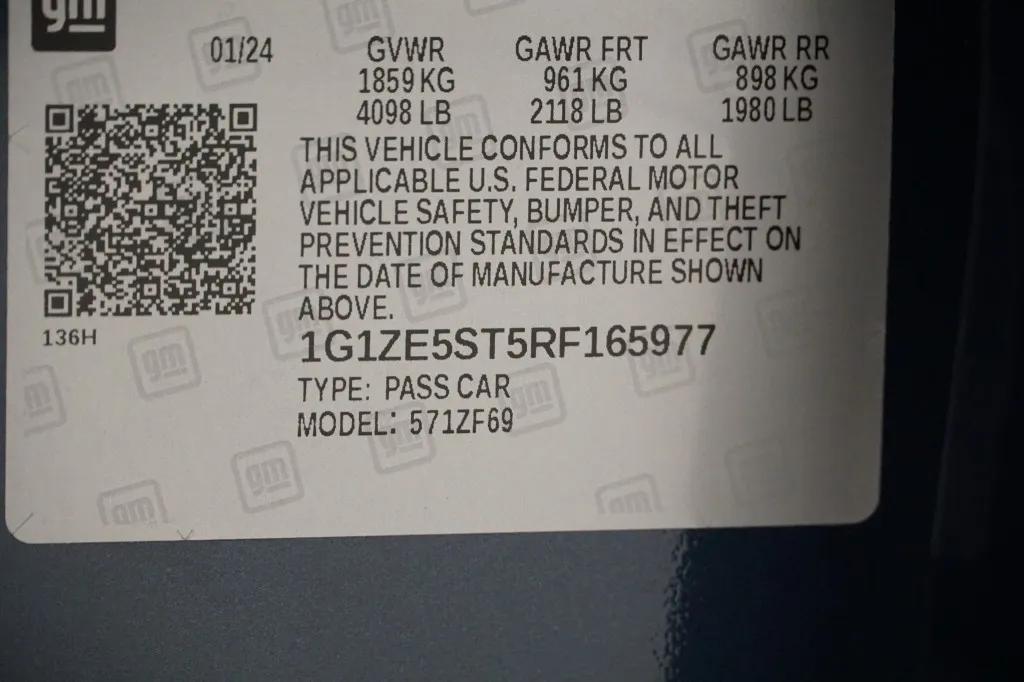 gm
01/24 GVWR GAWR FRT GAWR RR
1859 KG 961 KG 898 KG
4098 LB 2118 LB 1980 LB
THIS VEHICLE CONFORMS TO ALL
APPLICABLE U.S. FEDERAL MOTOR
VEHICLE SAFETY, BUMPER, AND THEFT
PREVENTION STANDARDS IN EFFECT ON
THE DATE OF MANUFACTURE SHOWN
ABOVE.
136H
1G1ZE5ST5RF165977
TYPE: PASS CAR
MODEL: 571ZF69